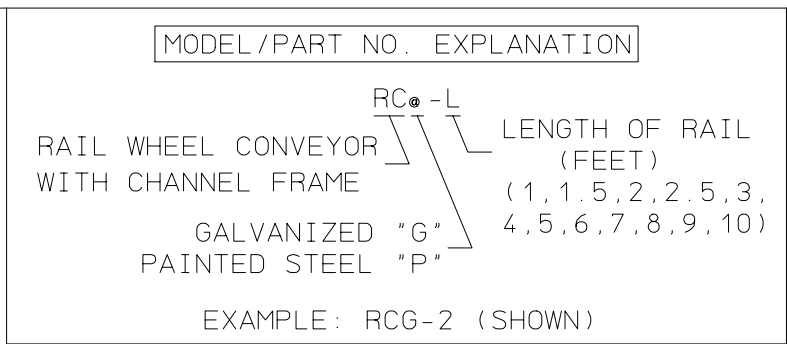 MODEL/PART NO. EXPLANATION
RC@-L
RAIL WHEEL CONVEYOR
WITH CHANNEL FRAME
LENGTH OF RAIL
(FEET)
(1,1.5,2,2.5,3,
4,5,6,7,8,9,10)
GALVANIZED "G"
PAINTED STEEL "P"
EXAMPLE: RCG-2 (SHOWN)